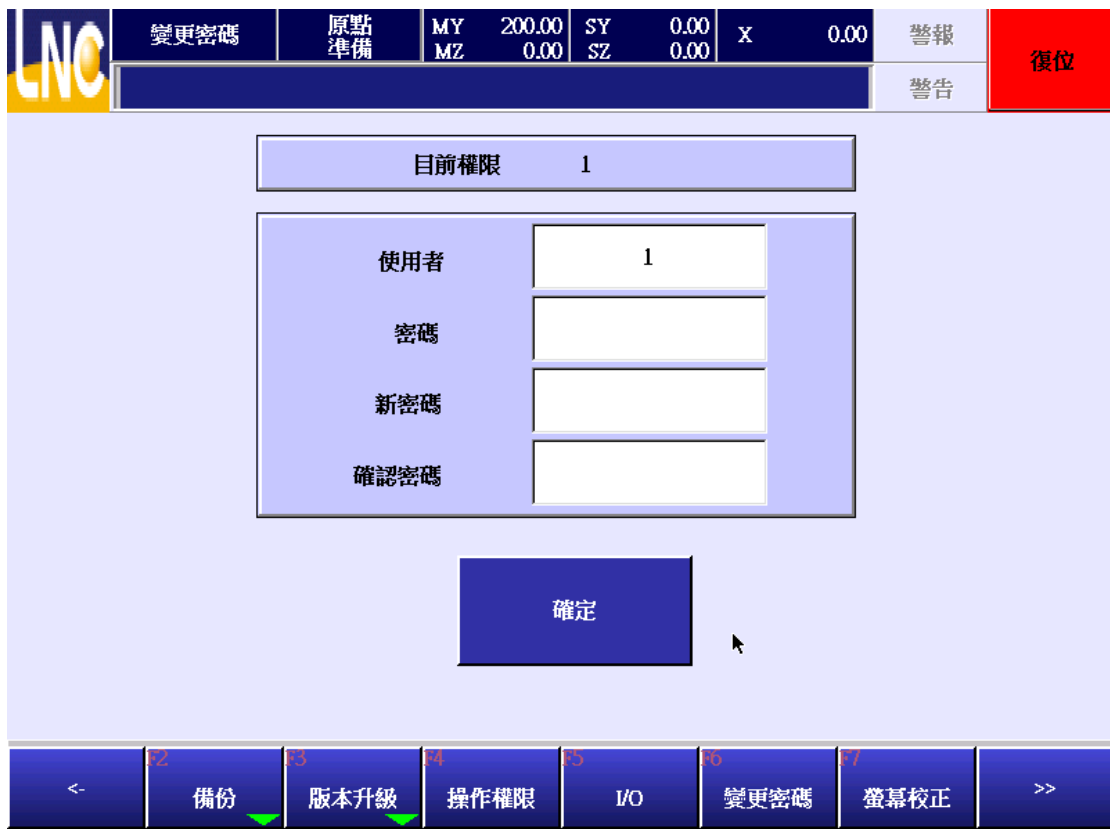 LNC
變更密碼
原點
準備
MY 200.00
MZ 0.00
SY 0.00
SZ 0.00
X 0.00
警報
警告
復位
目前權限 1
使用者 1
密碼
新密碼
確認密碼
確定
<-
F2 備份
F3 版本升級
F4 操作權限
F5 I/O
F6 變更密碼
F7 螢幕校正
>>